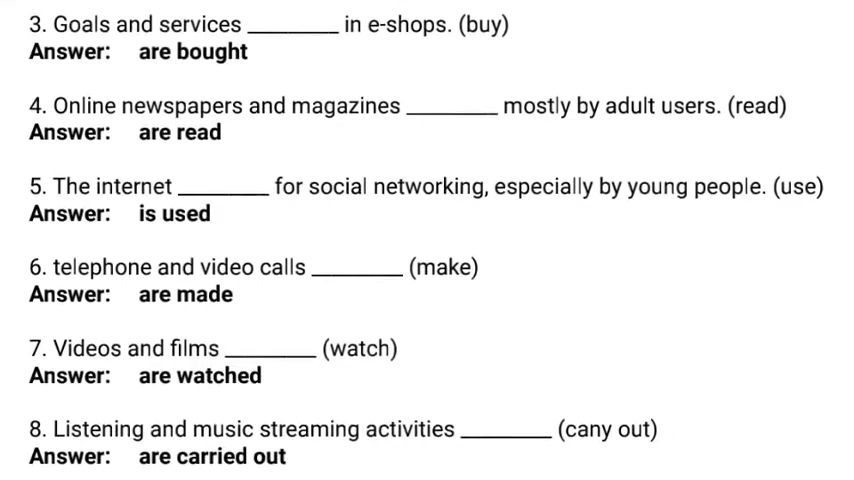 3. Goals and services ________ in e-shops. (buy)
Answer: are bought
4. Online newspapers and magazines ________ mostly by adult users. (read)
Answer: are read
5. The internet ________ for social networking, especially by young people. (use)
Answer: is used
6. telephone and video calls ________ (make)
Answer: are made
7. Videos and films ________ (watch)
Answer: are watched
8. Listening and music streaming activities ________ (cany out)
Answer: are carried out